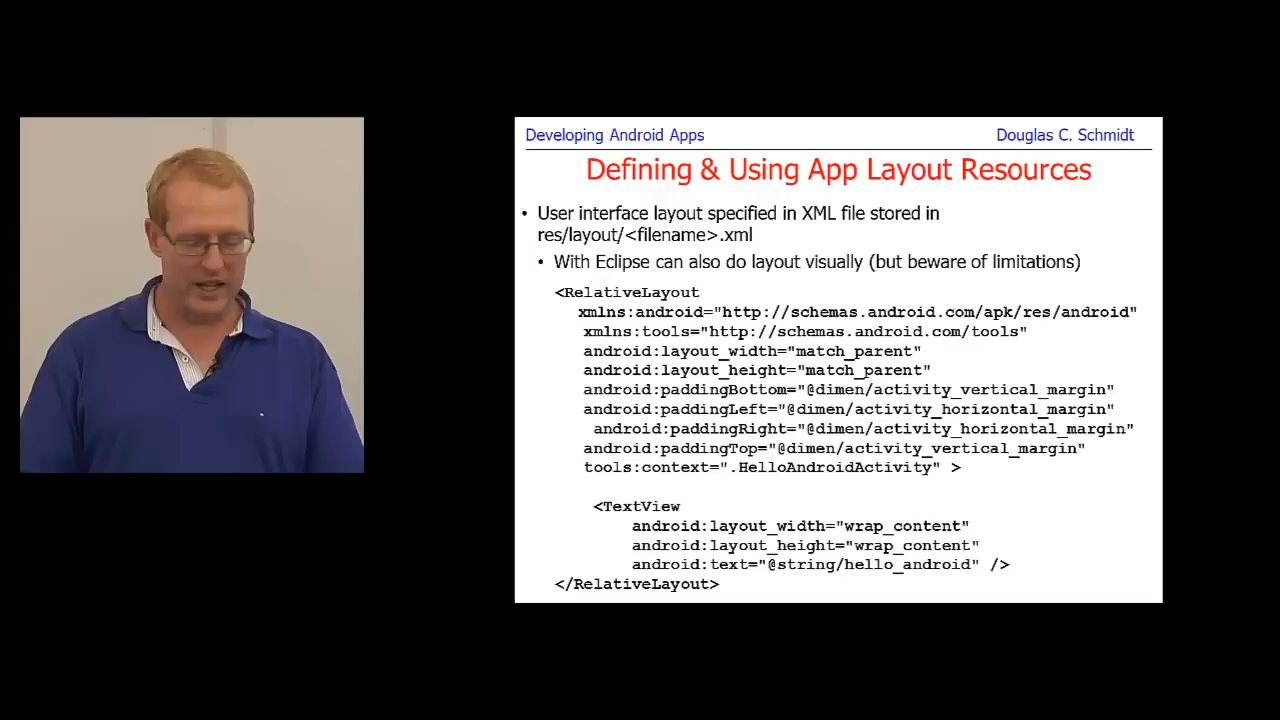 Developing Android Apps
Douglas C. Schmidt
Defining & Using App Layout Resources
• User interface layout specified in XML file stored in
res/layout/<filename>.xml
• With Eclipse can also do layout visually (but beware of limitations)
<RelativeLayout
xmlns:android="http://schemas.android.com/apk/res/android"
xmlns:tools="http://schemas.android.com/tools"
android:layout_width="match_parent"
android:layout_height="match_parent"
android:paddingBottom="@dimen/activity_vertical_margin"
android:paddingLeft="@dimen/activity_horizontal_margin"
android:paddingRight="@dimen/activity_horizontal_margin"
android:paddingTop="@dimen/activity_vertical_margin"
tools:context=".HelloAndroidActivity" >
<TextView
android:layout_width="wrap_content"
android:layout_height="wrap_content"
android:text="@string/hello_android" />
</RelativeLayout>